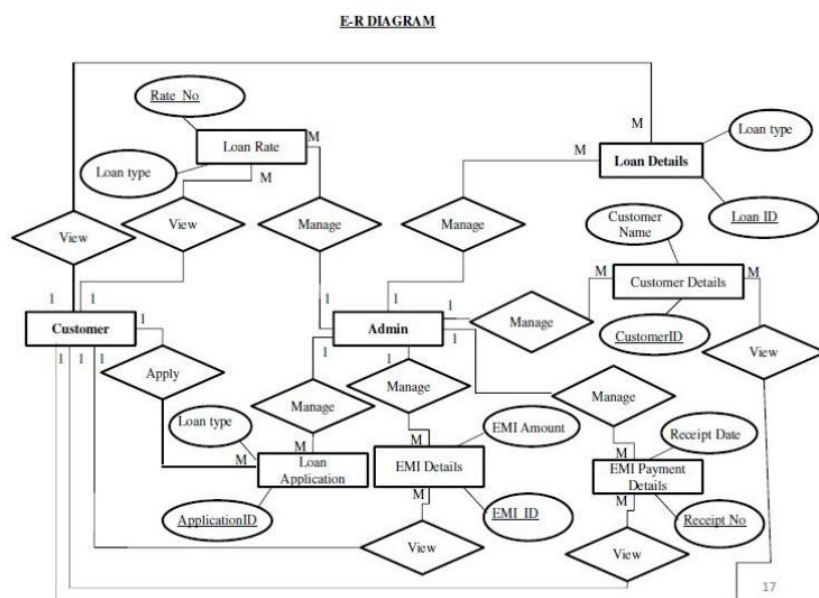 E-R DIAGRAM
Rate_No
M
Loan Rate
Loan type
M
M
M
Loan Details
Loan type
Loan ID
View
View
Manage
Manage
Customer
Name
M
Customer Details
M
CustomerID
1
1
1
1
1
Customer
1
Admin
1
Manage
View
1
1
1
1
1
1
1
Apply
Manage
Manage
Manage
Loan type
M
M
Loan
Application
ApplicationID
EMI Amount
M
EMI Details
M
EMI_ID
Receipt Date
M
EMI Payment
Details
M
Receipt No
View
View
17